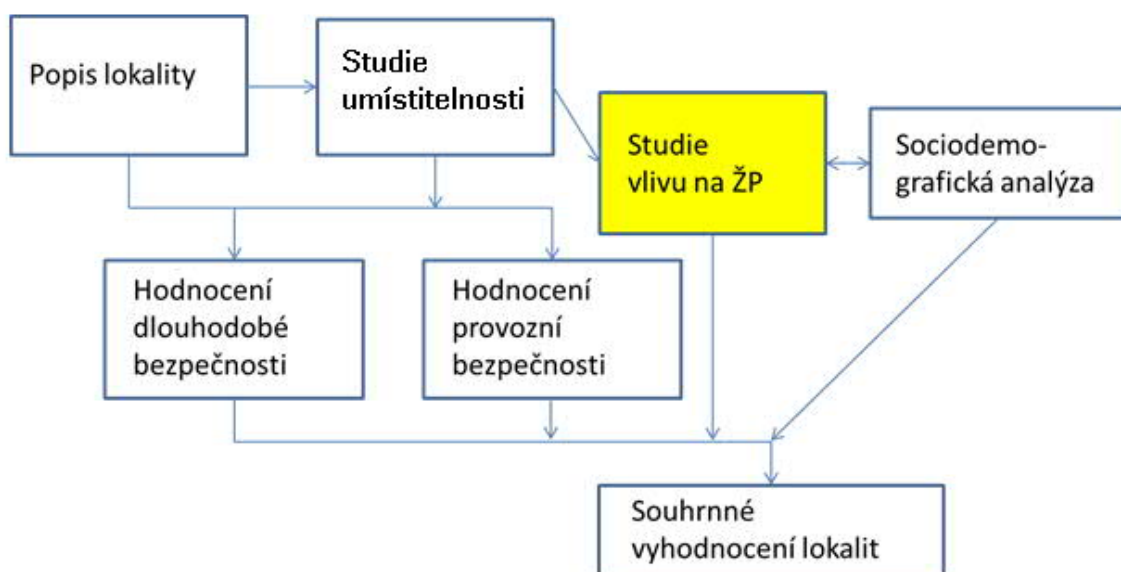 Popis lokality
Studie
umístitelnosti
Studie
vlivu na ŽP
Sociodemo-
grafická analýza
Hodnocení
dlouhodobé
bezpečnosti
Hodnocení
provozní
bezpečnosti
Souhrnné
vyhodnocení lokalit